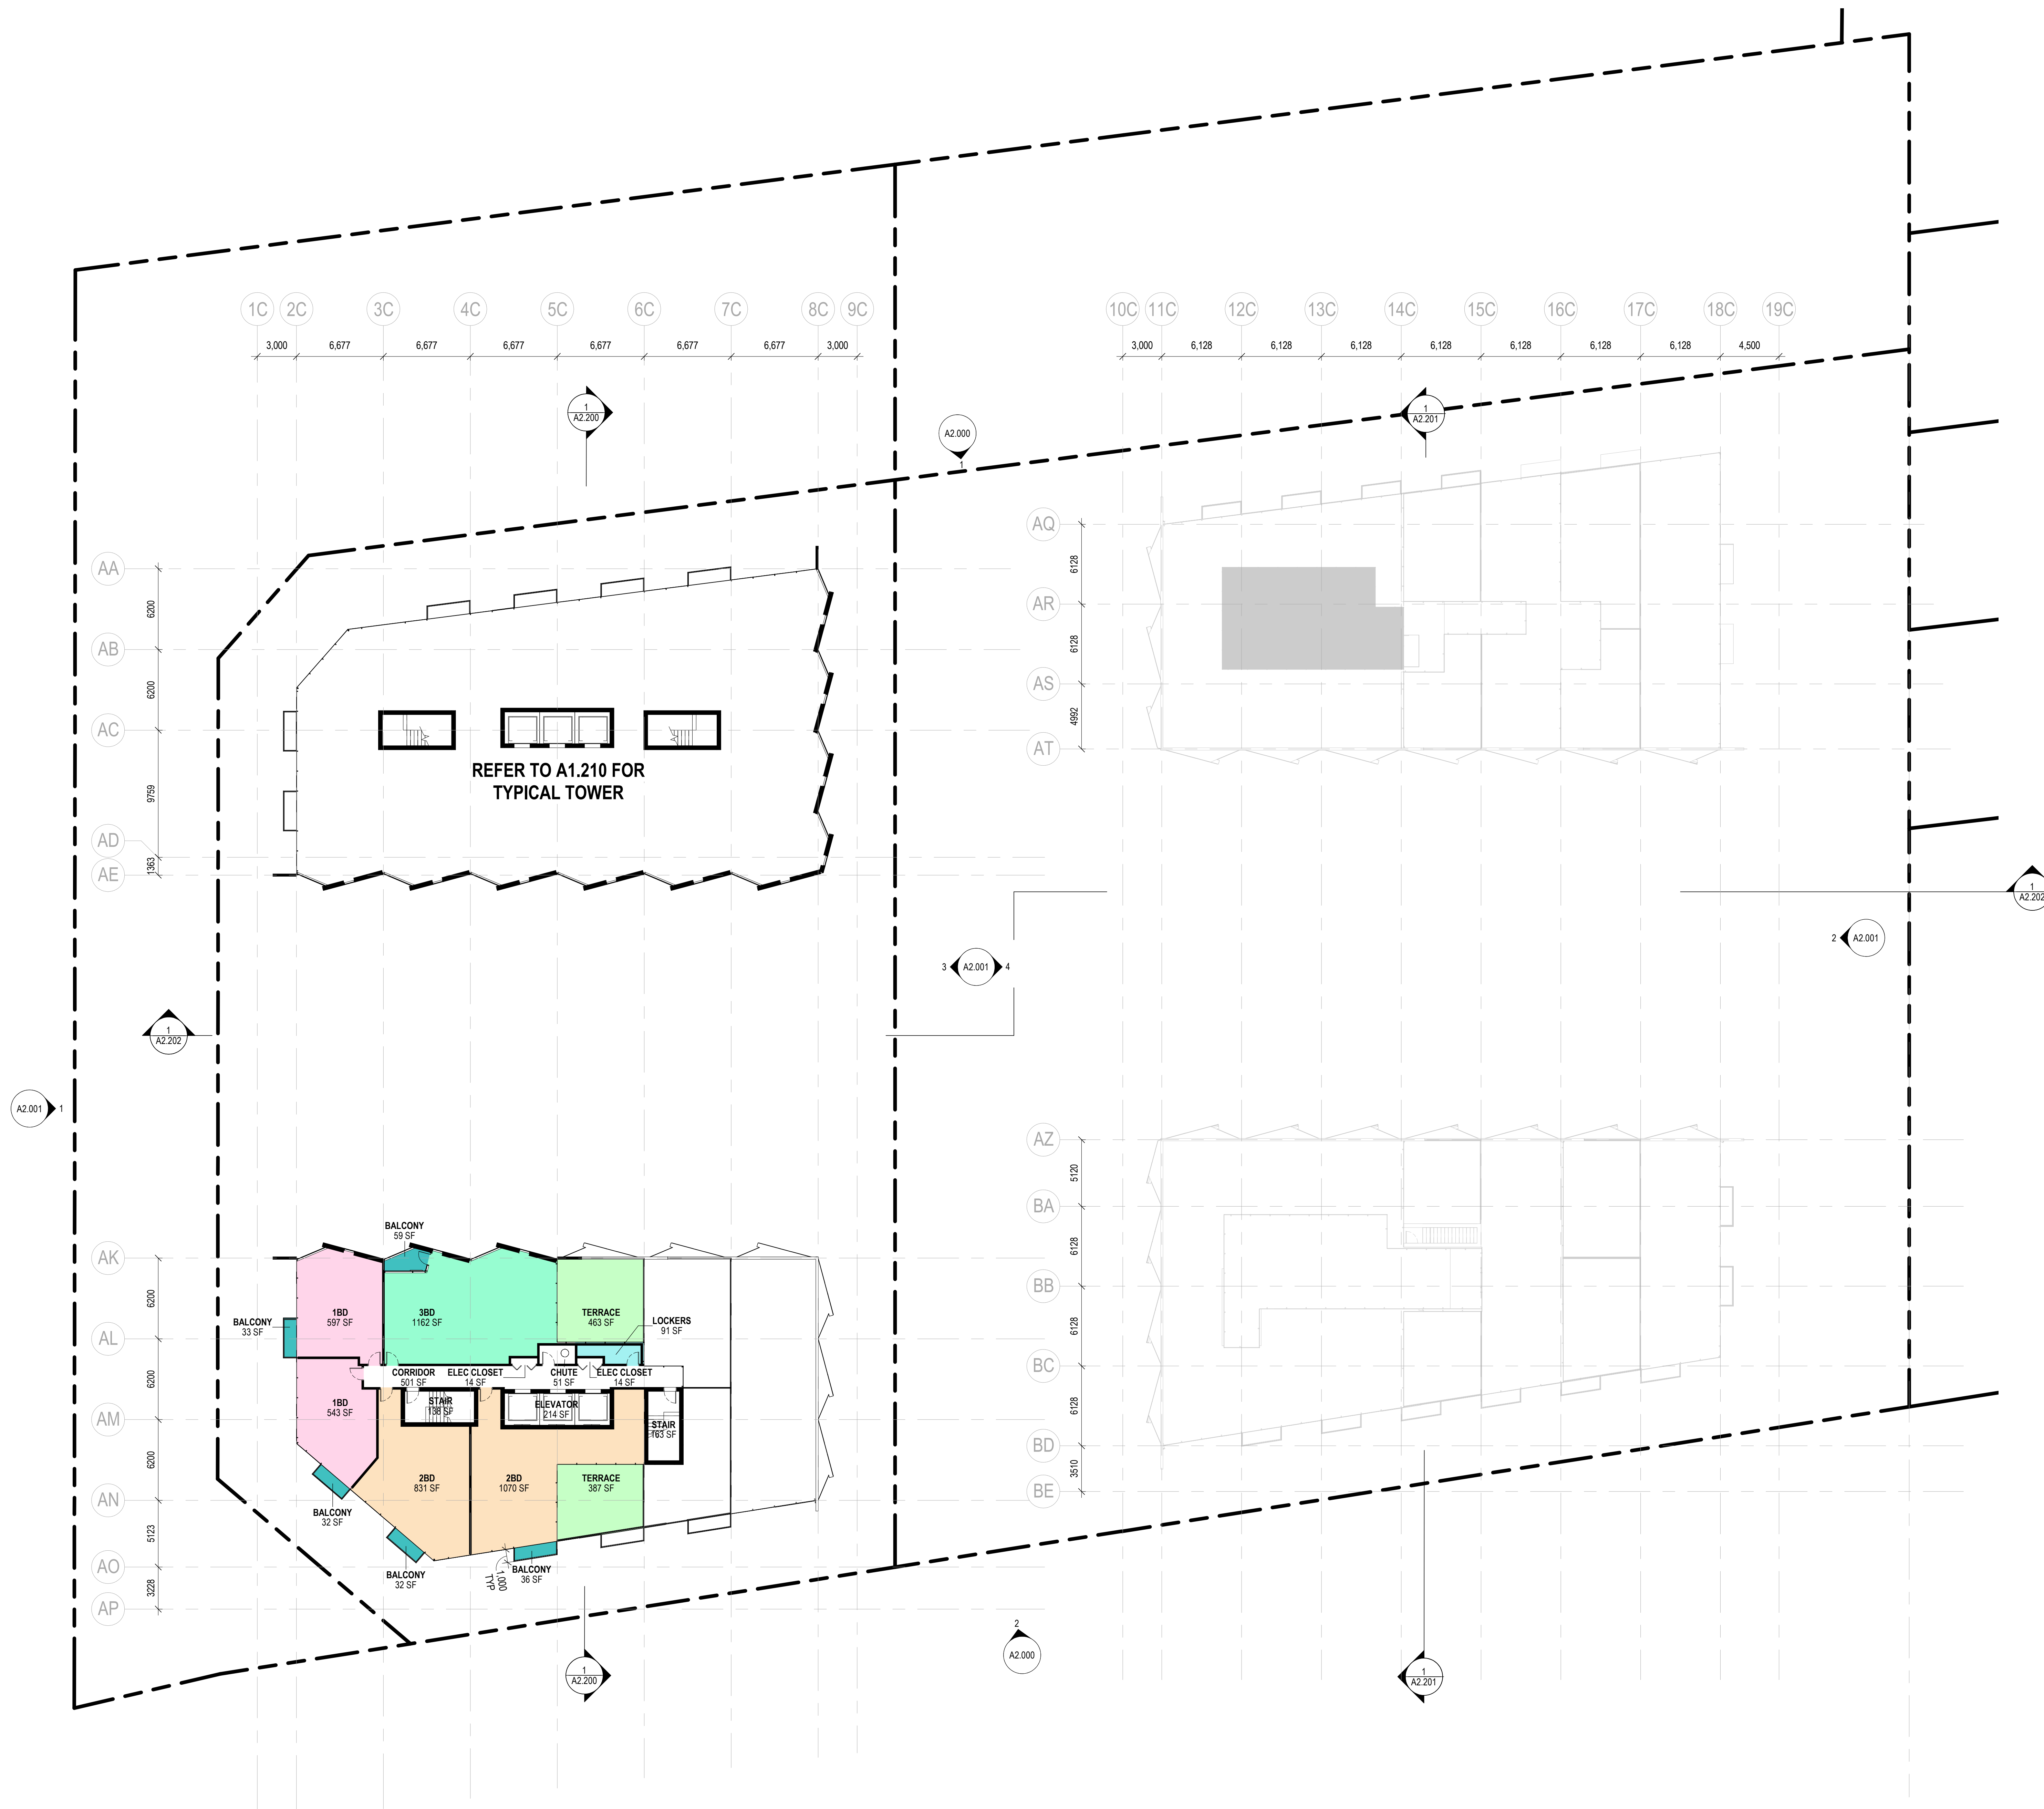 1C 2C 3C 4C 5C 6C 7C 8C 9C
10C 11C 12C 13C 14C 15C 16C 17C 18C 19C
3,000 6,677 6,677 6,677 6,677 6,677 6,677 3,000
3,000 6,128 6,128 6,128 6,128 6,128 6,128 6,128 4,500
1
A2.200
A2.000
1
1
A2.201
AA
6200
AB
6200
AC
9759
AD
1363
AE
REFER TO A1.210 FOR
TYPICAL TOWER
AQ
6128
AR
6128
AS
4992
AT
1
A2.202
2 A2.001
3 A2.001 4
1
A2.202
A2.001 1
AK
6200
AL
6200
AM
6200
AN
5123
AO
3228
AP
BALCONY
59 SF
1BD
597 SF
3BD
1162 SF
TERRACE
463 SF
LOCKERS
91 SF
BALCONY
33 SF
CORRIDOR
501 SF
ELEC CLOSET
14 SF
CHUTE
51 SF
ELEC CLOSET
14 SF
1BD
543 SF
STAIR
138 SF
ELEVATOR
214 SF
STAIR
163 SF
2BD
831 SF
2BD
1070 SF
TERRACE
387 SF
BALCONY
32 SF
BALCONY
32 SF
1,000
TYP
BALCONY
36 SF
AZ
5120
BA
6128
BB
6128
BC
6128
BD
3510
BE
1
A2.200
2
A2.000
1
A2.201